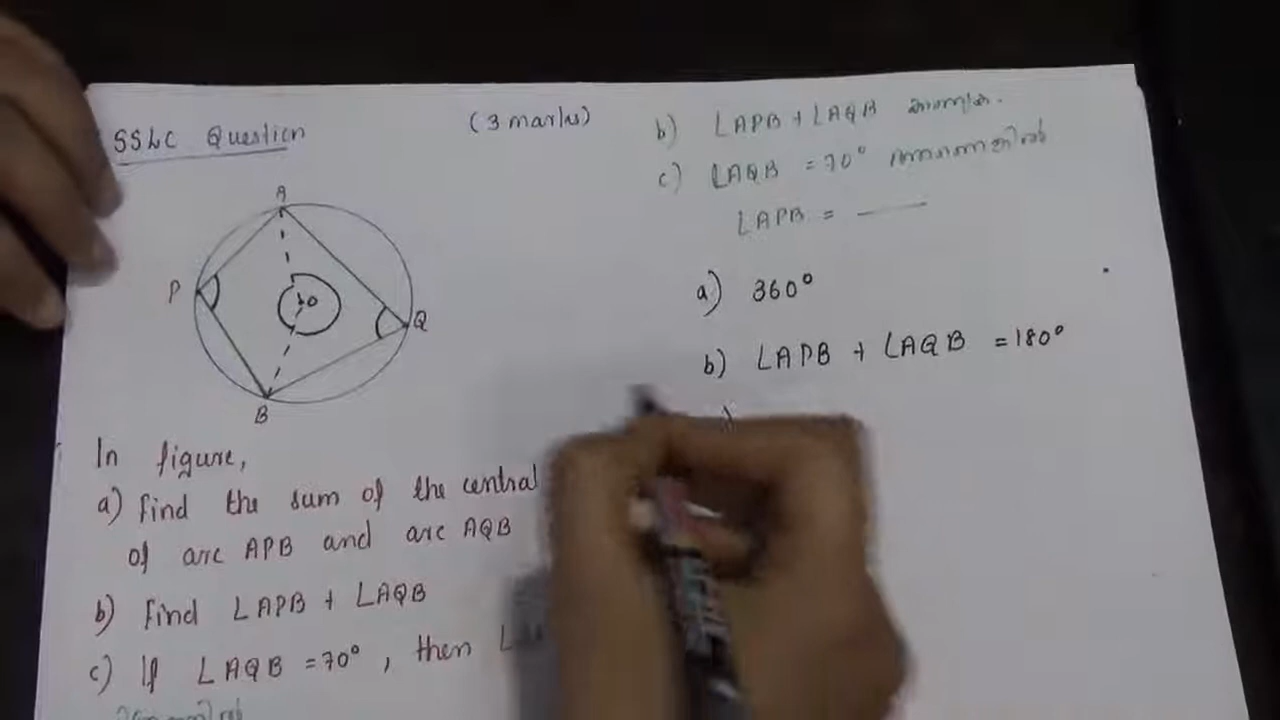 SSLC Question
(3 marks)
A
P
O
Q
B
In figure,
a) Find the sum of the central
of arc APB and arc AQB
b) Find ∠APB + ∠AQB
c) If ∠AQB = 70°, then
b) ∠APB + ∠AQB കാണുക.
c) ∠AQB = 70°
∠APB = ____
a) 360°
b) ∠APB + ∠AQB = 180°